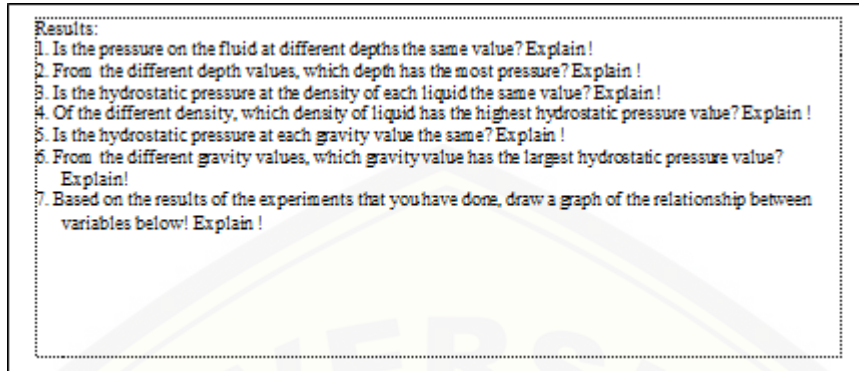 Results:
1. Is the pressure on the fluid at different depths the same value? Explain !
2. From the different depth values, which depth has the most pressure? Explain !
3. Is the hydrostatic pressure at the density of each liquid the same value? Explain !
4. Of the different density, which density of liquid has the highest hydrostatic pressure value? Explain !
5. Is the hydrostatic pressure at each gravity value the same? Explain !
6. From the different gravity values, which gravity value has the largest hydrostatic pressure value?
Explain!
7. Based on the results of the experiments that you have done, draw a graph of the relationship between
variables below! Explain !